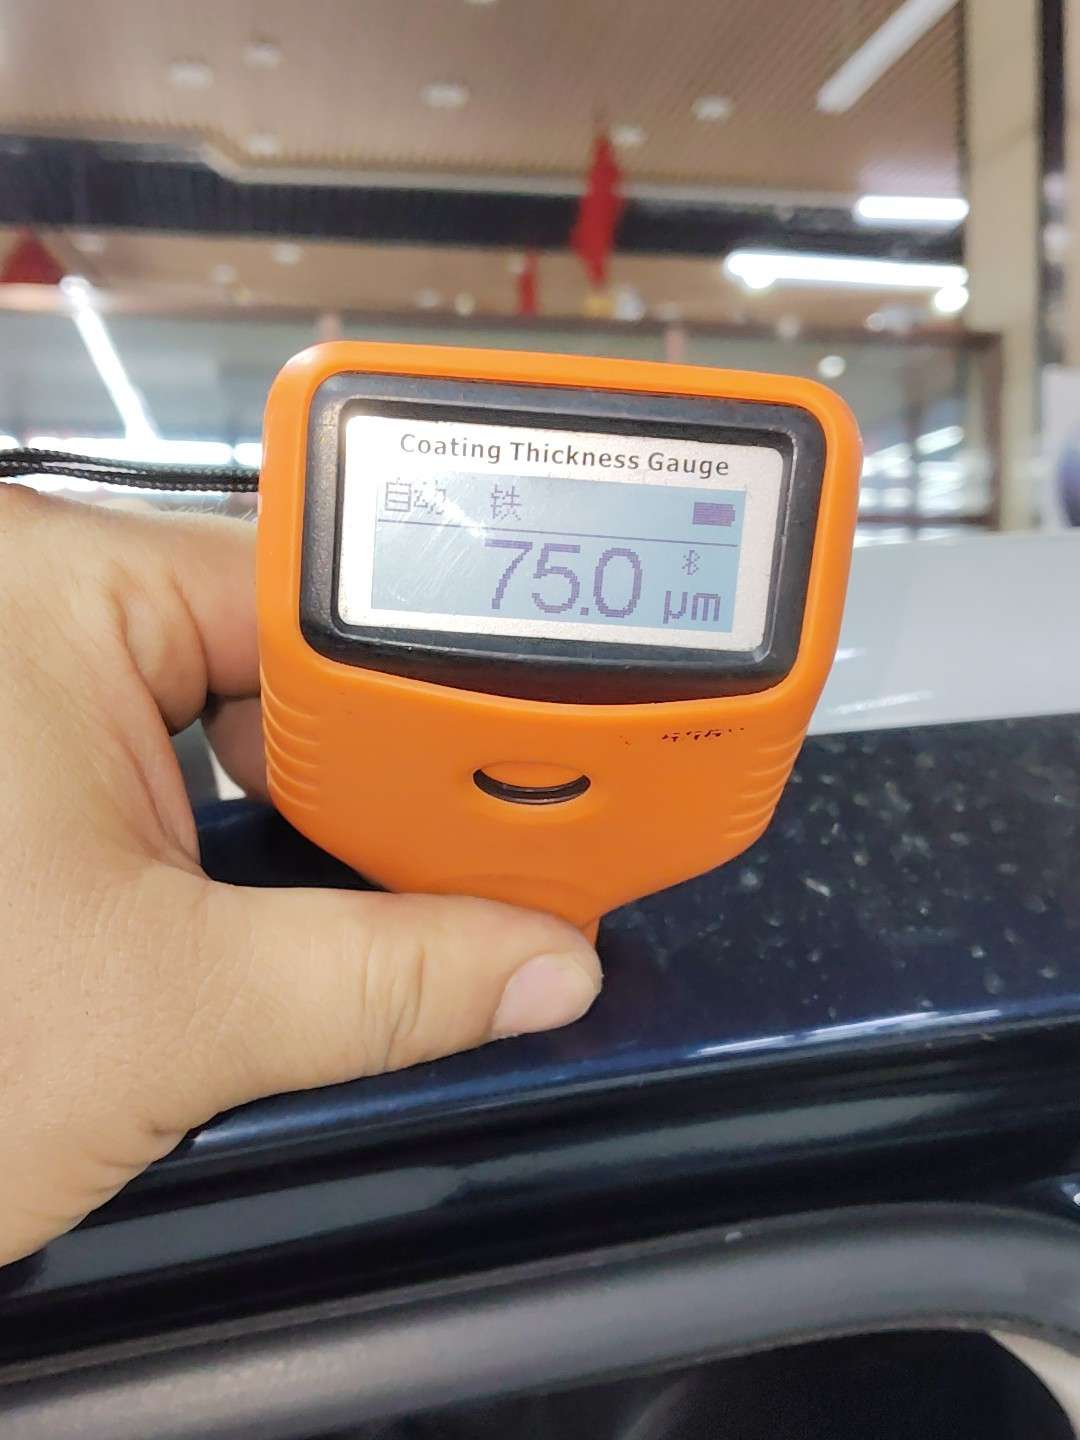 Coating Thickness Gauge
自动 铁
75.0 μm